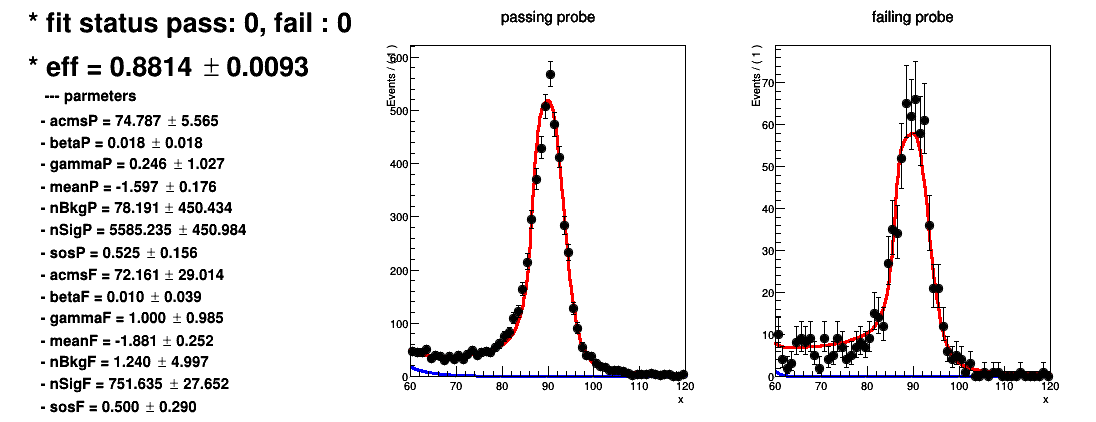 * fit status pass: 0, fail : 0
* eff = 0.8814 ± 0.0093
--- parmeters
- acmsP = 74.787 ± 5.565
- betaP = 0.018 ± 0.018
- gammaP = 0.246 ± 1.027
- meanP = -1.597 ± 0.176
- nBkgP = 78.191 ± 450.434
- nSigP = 5585.235 ± 450.984
- sosP = 0.525 ± 0.156
- acmsF = 72.161 ± 29.014
- betaF = 0.010 ± 0.039
- gammaF = 1.000 ± 0.985
- meanF = -1.881 ± 0.252
- nBkgF = 1.240 ± 4.997
- nSigF = 751.635 ± 27.652
- sosF = 0.500 ± 0.290
passing probe
Events / ( 1 )
600
500
400
300
200
100
0
60 70 80 90 100 110 120
x
failing probe
Events / ( 1 )
70
60
50
40
30
20
10
0
60 70 80 90 100 110 120
x